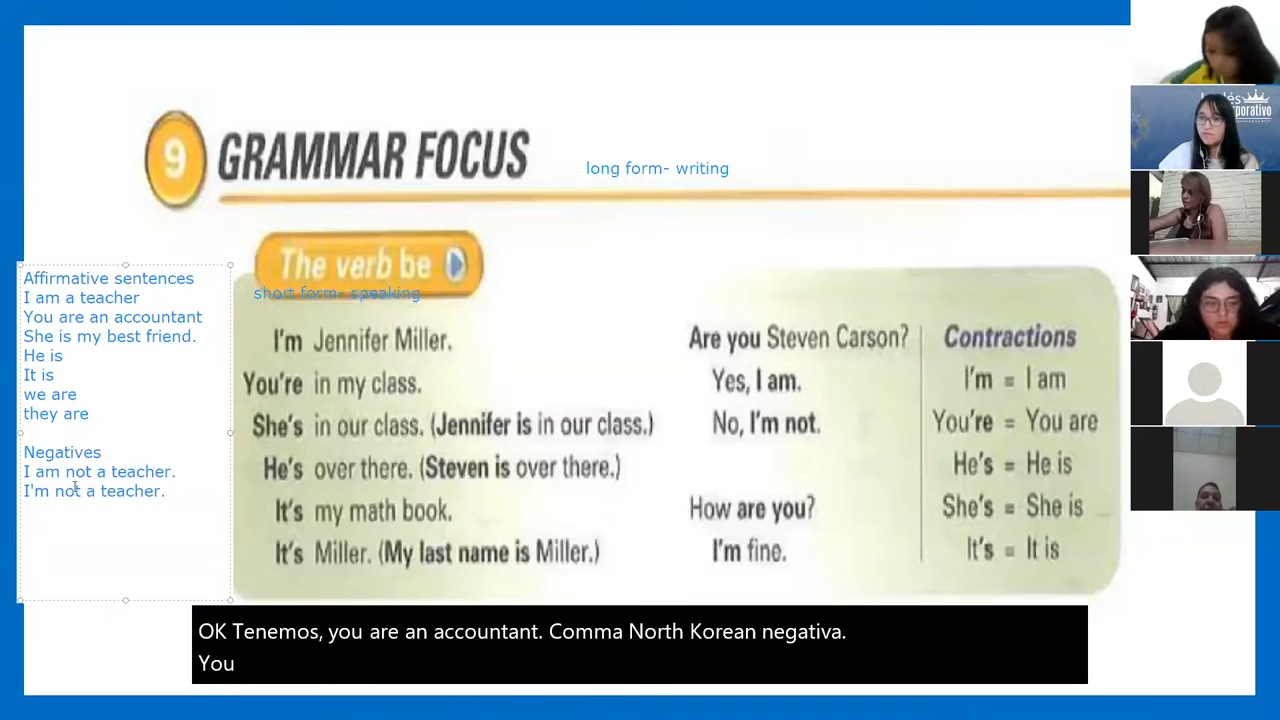 9 GRAMMAR FOCUS
long form- writing
The verb be
short form- speaking
Affirmative sentences
I am a teacher
You are an accountant
She is my best friend.
He is
It is
we are
they are
Negatives
I am not a teacher.
I'm not a teacher.
I'm Jennifer Miller.
You're in my class.
She's in our class. (Jennifer is in our class.)
He's over there. (Steven is over there.)
It's my math book.
It's Miller. (My last name is Miller.)
Are you Steven Carson?
Yes, I am.
No, I'm not.
How are you?
I'm fine.
Contractions
I'm = I am
You're = You are
He's = He is
She's = She is
It's = It is
OK Tenemos, you are an accountant. Comma North Korean negativa.
You